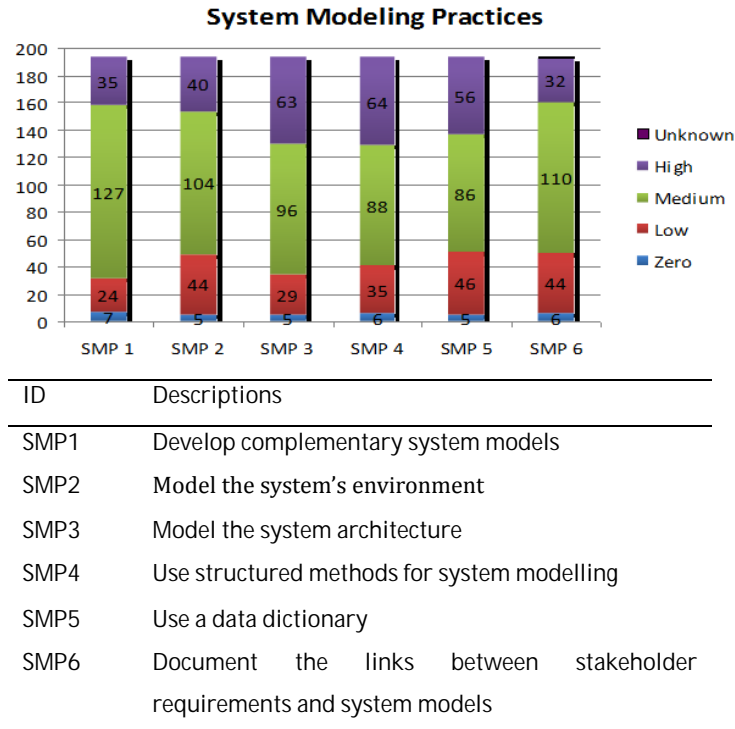 System Modeling Practices
200
180
160
140
120
100
80
60
40
20
0
35 40 63 64 56 32
127 104 96 88 86 110
24 44 29 35 46 44
7 5 5 6 5 6
SMP 1 SMP 2 SMP 3 SMP 4 SMP 5 SMP 6
Unknown
High
Medium
Low
Zero
ID Descriptions
SMP1 Develop complementary system models
SMP2 Model the system’s environment
SMP3 Model the system architecture
SMP4 Use structured methods for system modelling
SMP5 Use a data dictionary
SMP6 Document the links between stakeholder
requirements and system models